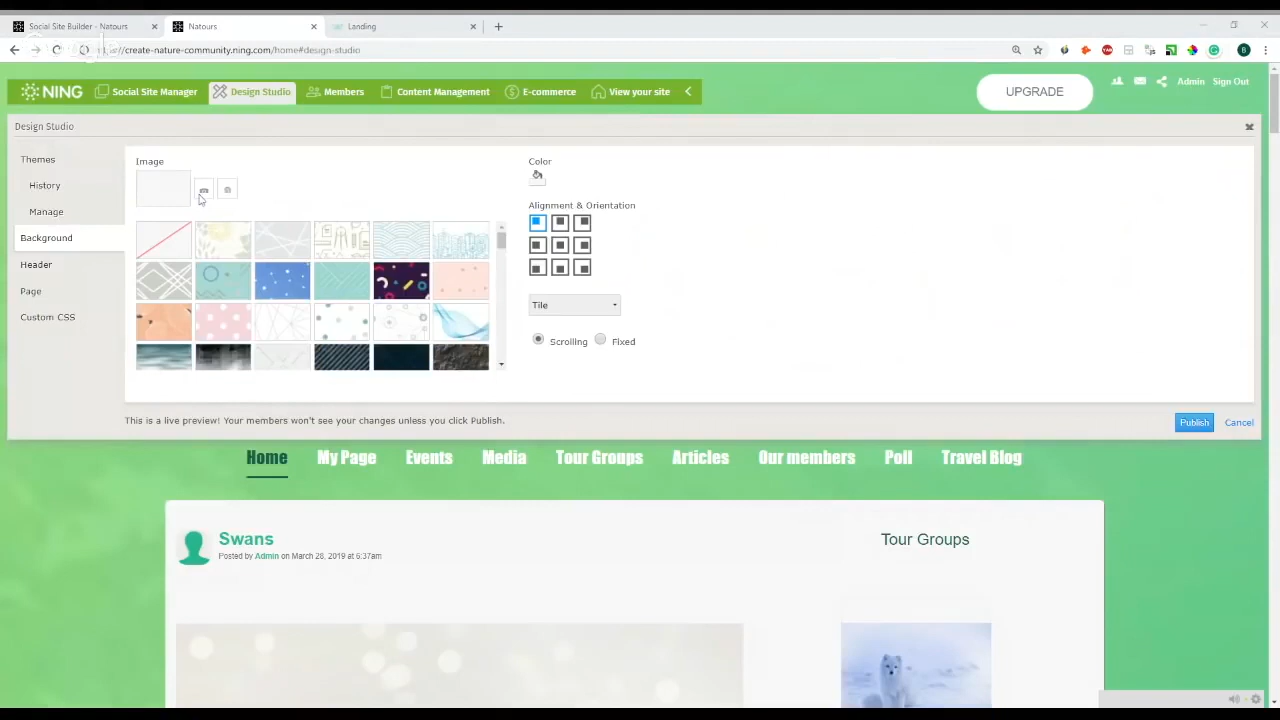 Social Site Builder - Natours
Natours
Landing
create-nature-community.ning.com/home#design-studio
NING
Social Site Manager
Design Studio
Members
Content Management
E-commerce
View your site
UPGRADE
Admin
Sign Out
Design Studio
Themes
History
Manage
Background
Header
Page
Custom CSS
Image
Color
Alignment & Orientation
Tile
Scrolling
Fixed
This is a live preview! Your members won't see your changes unless you click Publish.
Publish
Cancel
Home
My Page
Events
Media
Tour Groups
Articles
Our members
Poll
Travel Blog
Swans
Posted by Admin on March 28, 2019 at 6:37am
Tour Groups